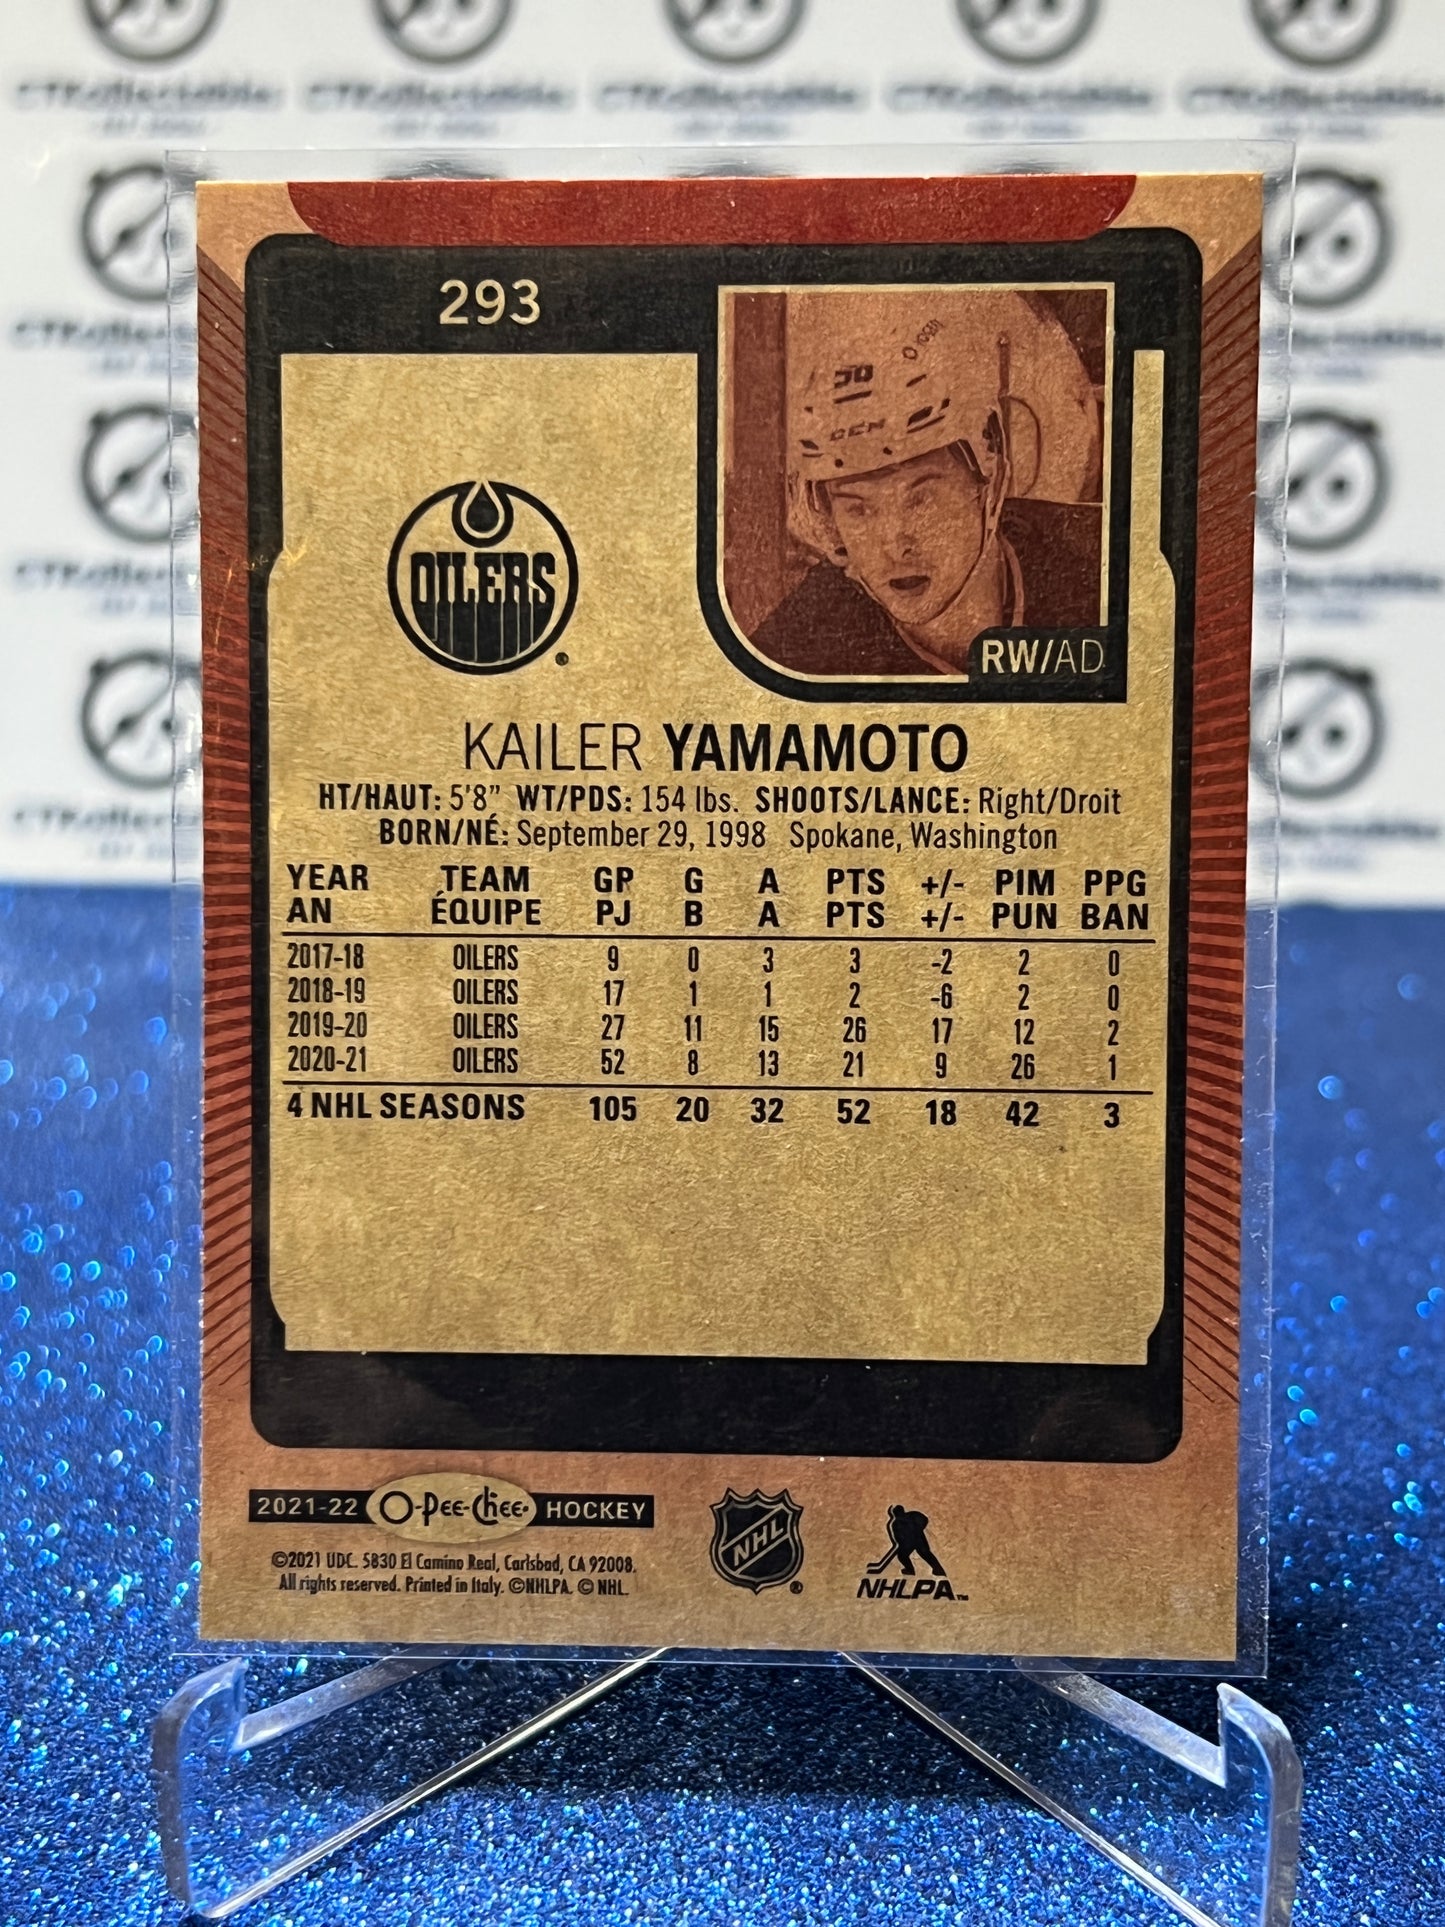 293
Orogen
50
CCM
OILERS
RW/AD
KAILER YAMAMOTO
HT/HAUT: 5'8” WT/PDS: 154 lbs. SHOOTS/LANCE: Right/Droit
BORN/NÉ: September 29, 1998 Spokane, Washington
YEAR TEAM GP G A PTS +/- PIM PPG
AN ÉQUIPE PJ B A PTS +/- PUN BAN
2017-18 OILERS 9 0 3 3 -2 2 0
2018-19 OILERS 17 1 1 2 -6 2 0
2019-20 OILERS 27 11 15 26 17 12 2
2020-21 OILERS 52 8 13 21 9 26 1
4 NHL SEASONS 105 20 32 52 18 42 3
2021-22 O-Pee-Chee HOCKEY
NHL ®
NHLPA™
©2021 UDC. 5830 El Camino Real, Carlsbad, CA 92008.
All rights reserved. Printed in Italy. ©NHLPA. © NHL.